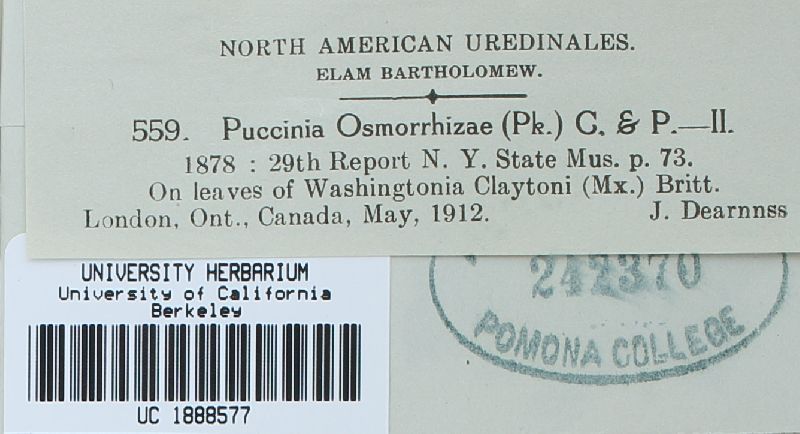 NORTH AMERICAN UREDINALES.
ELAM BARTHOLOMEW.
559. Puccinia Osmorrhizae (Pk.) C. & P.—II.
1878 : 29th Report N. Y. State Mus. p. 73.
On leaves of Washingtonia Claytoni (Mx.) Britt.
London, Ont., Canada, May, 1912. J. Dearnnss
UNIVERSITY HERBARIUM
University of California
Berkeley
UC 1888577
242370
POMONA COLLEGE